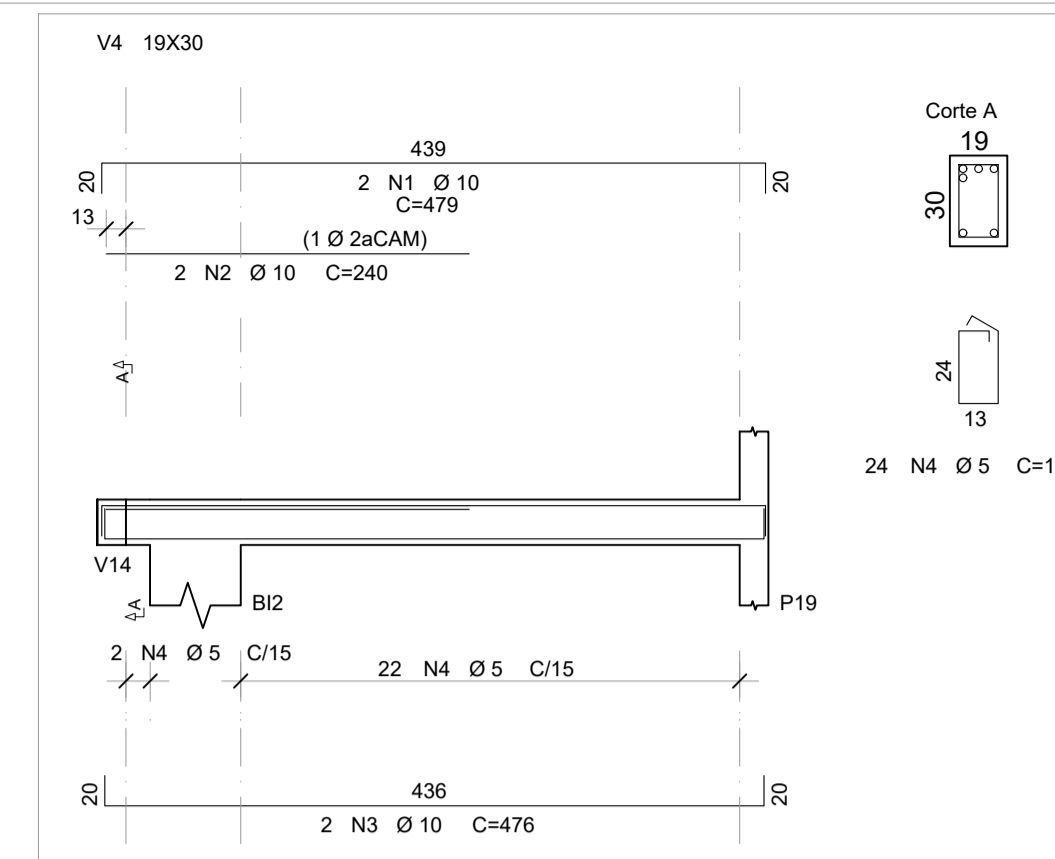 V4 19X30
439
20
20
2 N1 Ø 10
C=479
13
(1 Ø 2aCAM)
2 N2 Ø 10 C=240
A
V14
A
BI2
P19
2 N4 Ø 5 C/15
22 N4 Ø 5 C/15
20
436
20
2 N3 Ø 10 C=476
Corte A
19
30
24
13
24 N4 Ø 5 C=1